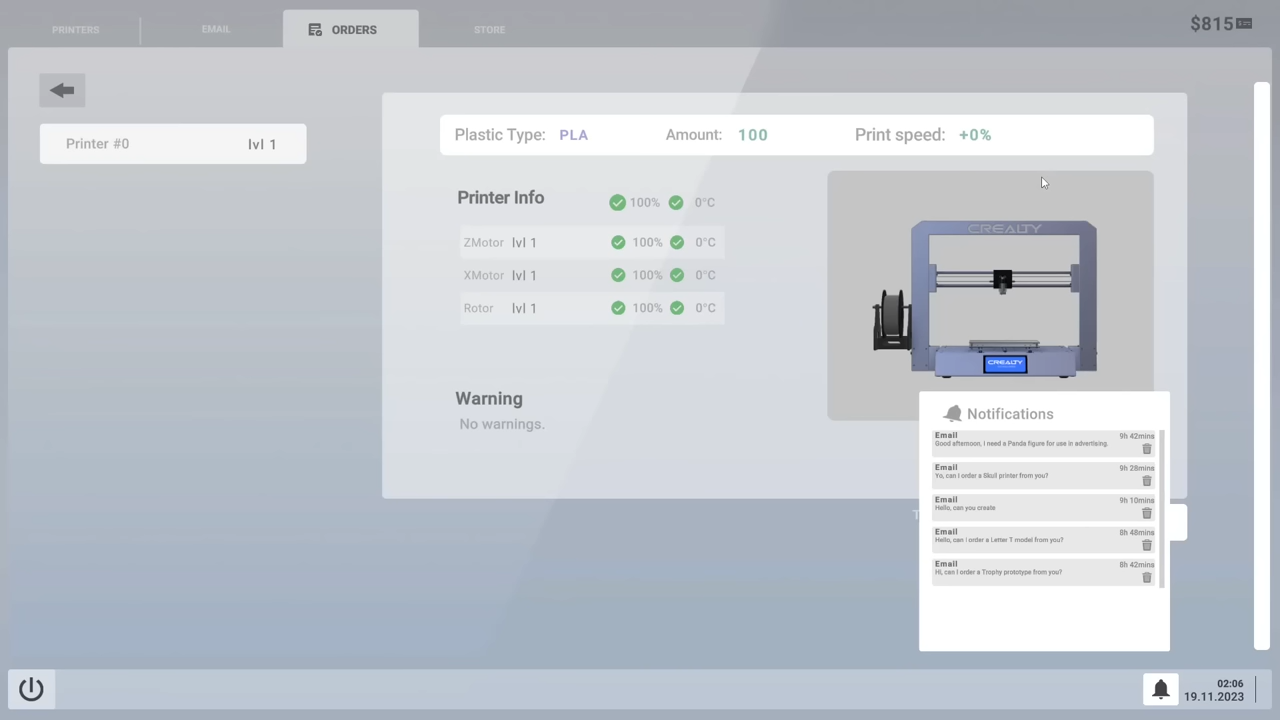 PRINTERS
EMAIL
ORDERS
STORE
$815
Printer #0 lvl 1
Plastic Type: PLA Amount: 100 Print speed: +0%
Printer Info 100% 0°C
ZMotor lvl 1 100% 0°C
XMotor lvl 1 100% 0°C
Rotor lvl 1 100% 0°C
CREALTY
CREALTY
Warning
No warnings.
Notifications
Email 9h 42mins
Good afternoon, I need a Panda figure for use in advertising.
Email 9h 28mins
Yo, can I order a Skull printer from you?
Email 9h 10mins
Hello, can you create
Email 8h 48mins
Hello, can I order a Letter T model from you?
Email 8h 42mins
Hi, can I order a Trophy prototype from you?
02:06
19.11.2023